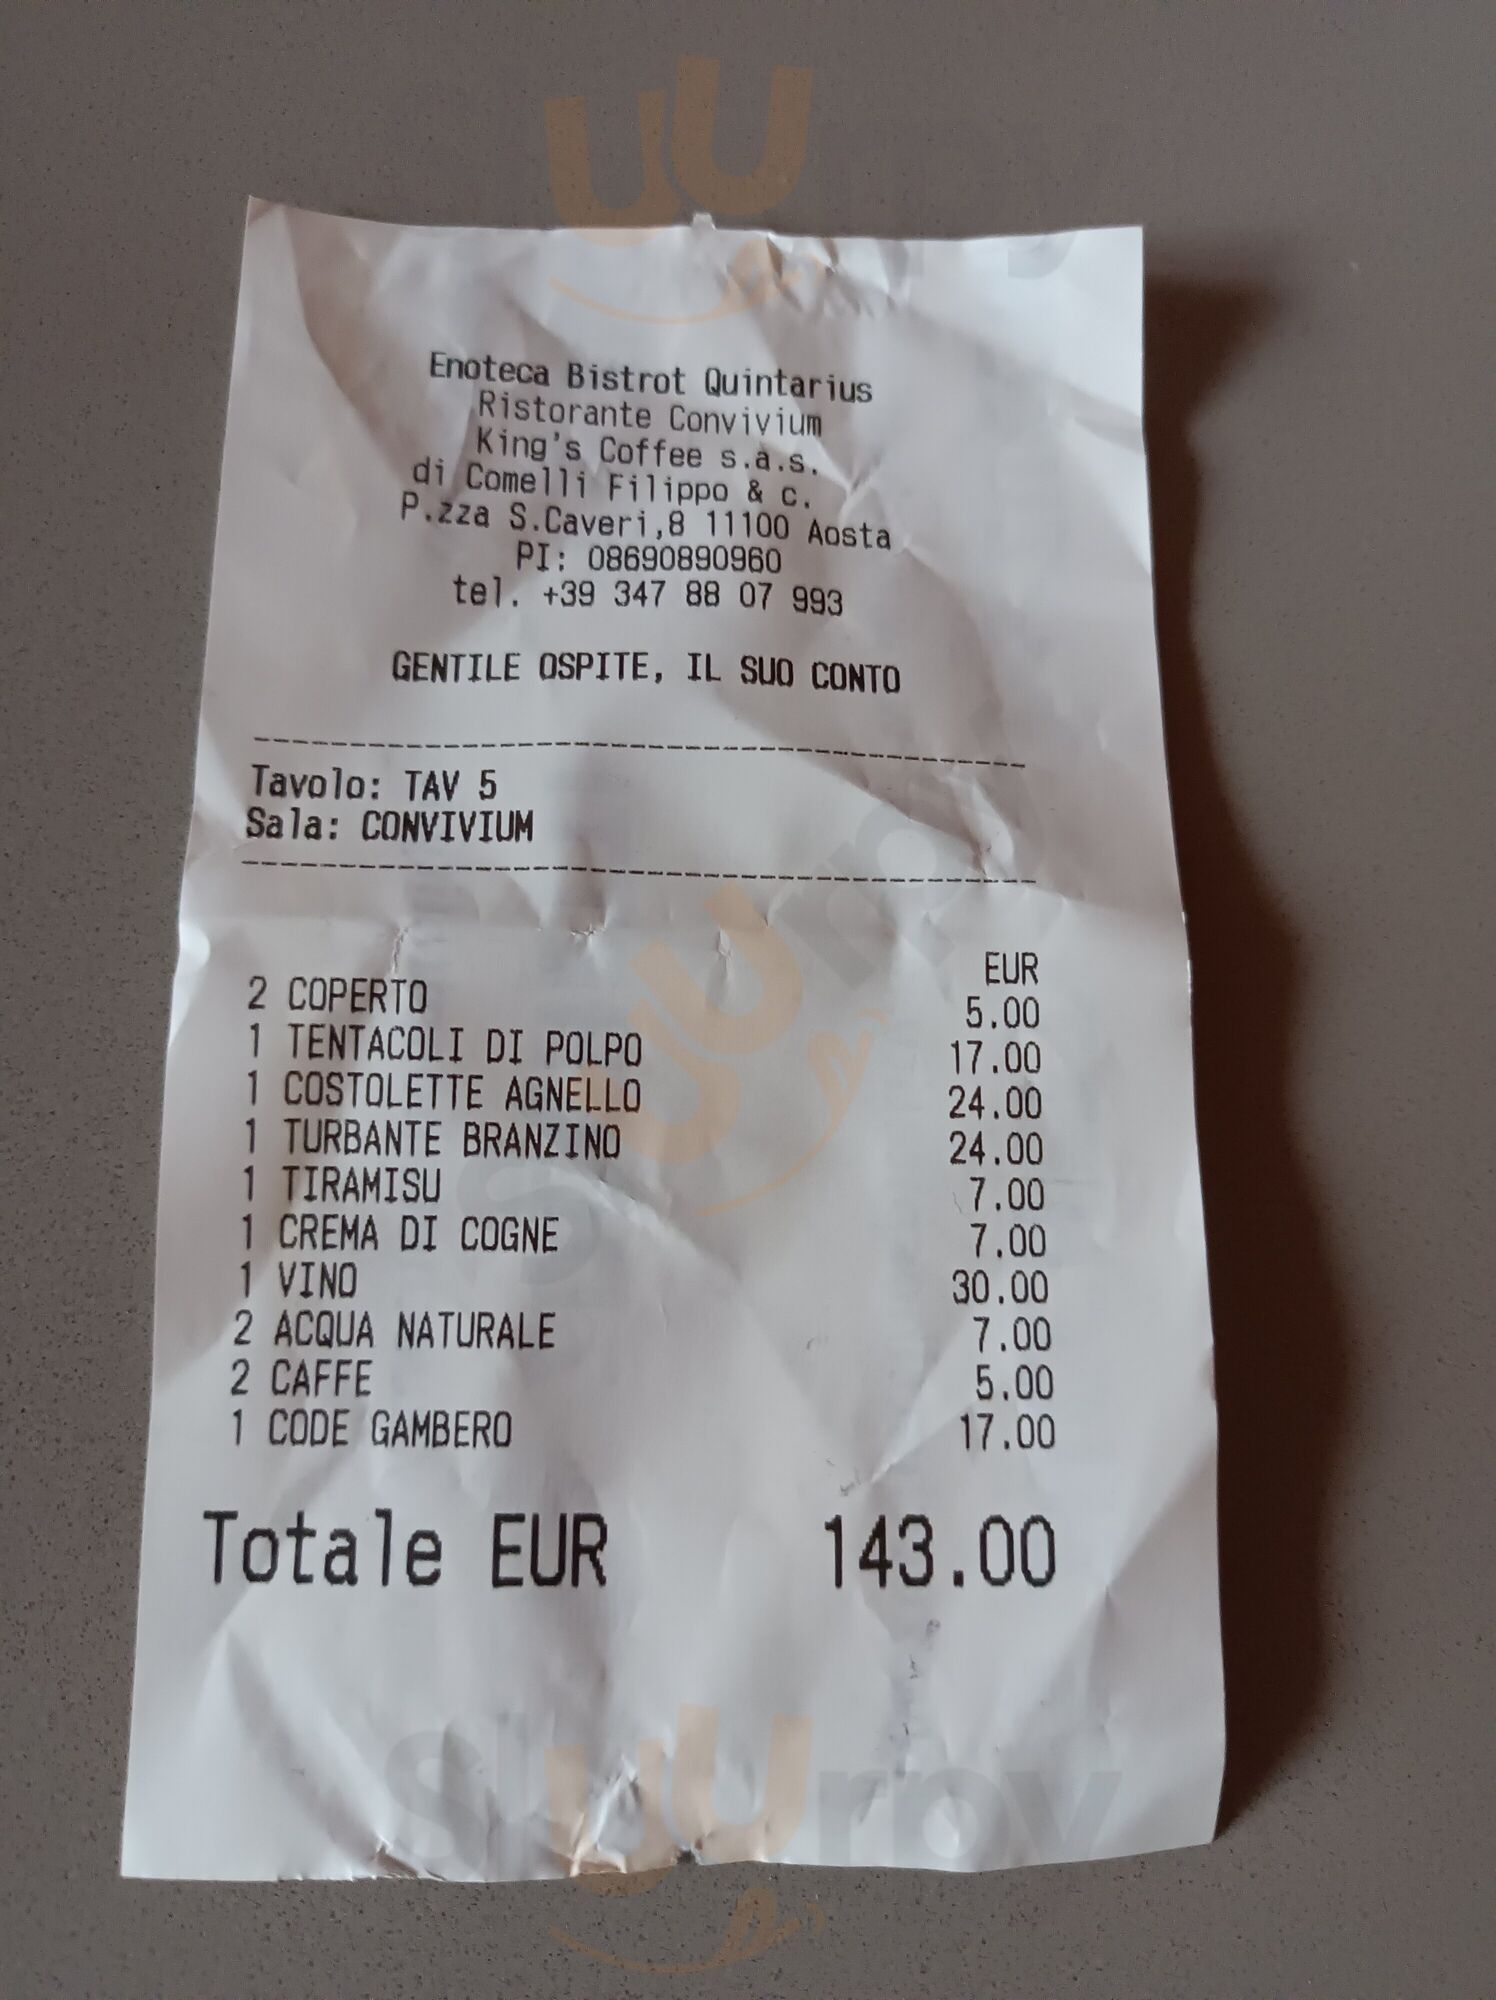 Enoteca Bistrot Quintarius
Ristorante Convivium
King's Coffee s.a.s.
di Comelli Filippo & c.
P.zza S.Caveri,8 11100 Aosta
PI: 08690890960
tel. +39 347 88 07 993
GENTILE OSPITE, IL SUO CONTO
Tavolo: TAV 5
Sala: CONVIVIUM
EUR
2 COPERTO 5.00
1 TENTACOLI DI POLPO 17.00
1 COSTOLETTE AGNELLO 24.00
1 TURBANTE BRANZINO 24.00
1 TIRAMISU 7.00
1 CREMA DI COGNE 7.00
1 VINO 30.00
2 ACQUA NATURALE 7.00
2 CAFFE 5.00
1 CODE GAMBERO 17.00
Totale EUR 143.00
sluurpy